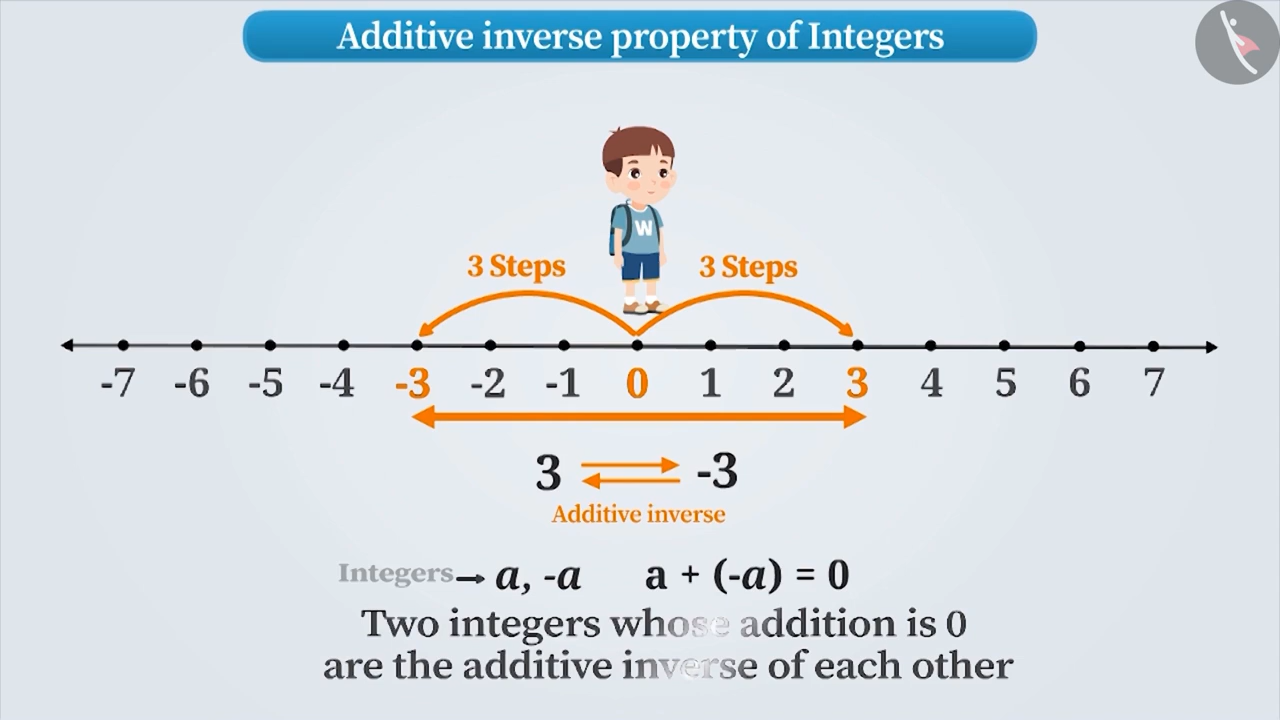 Additive inverse property of Integers
W
3 Steps 3 Steps
-7 -6 -5 -4 -3 -2 -1 0 1 2 3 4 5 6 7
3 -3
Additive inverse
Integers→ a, -a a + (-a) = 0
Two integers whose addition is 0
are the additive inverse of each other